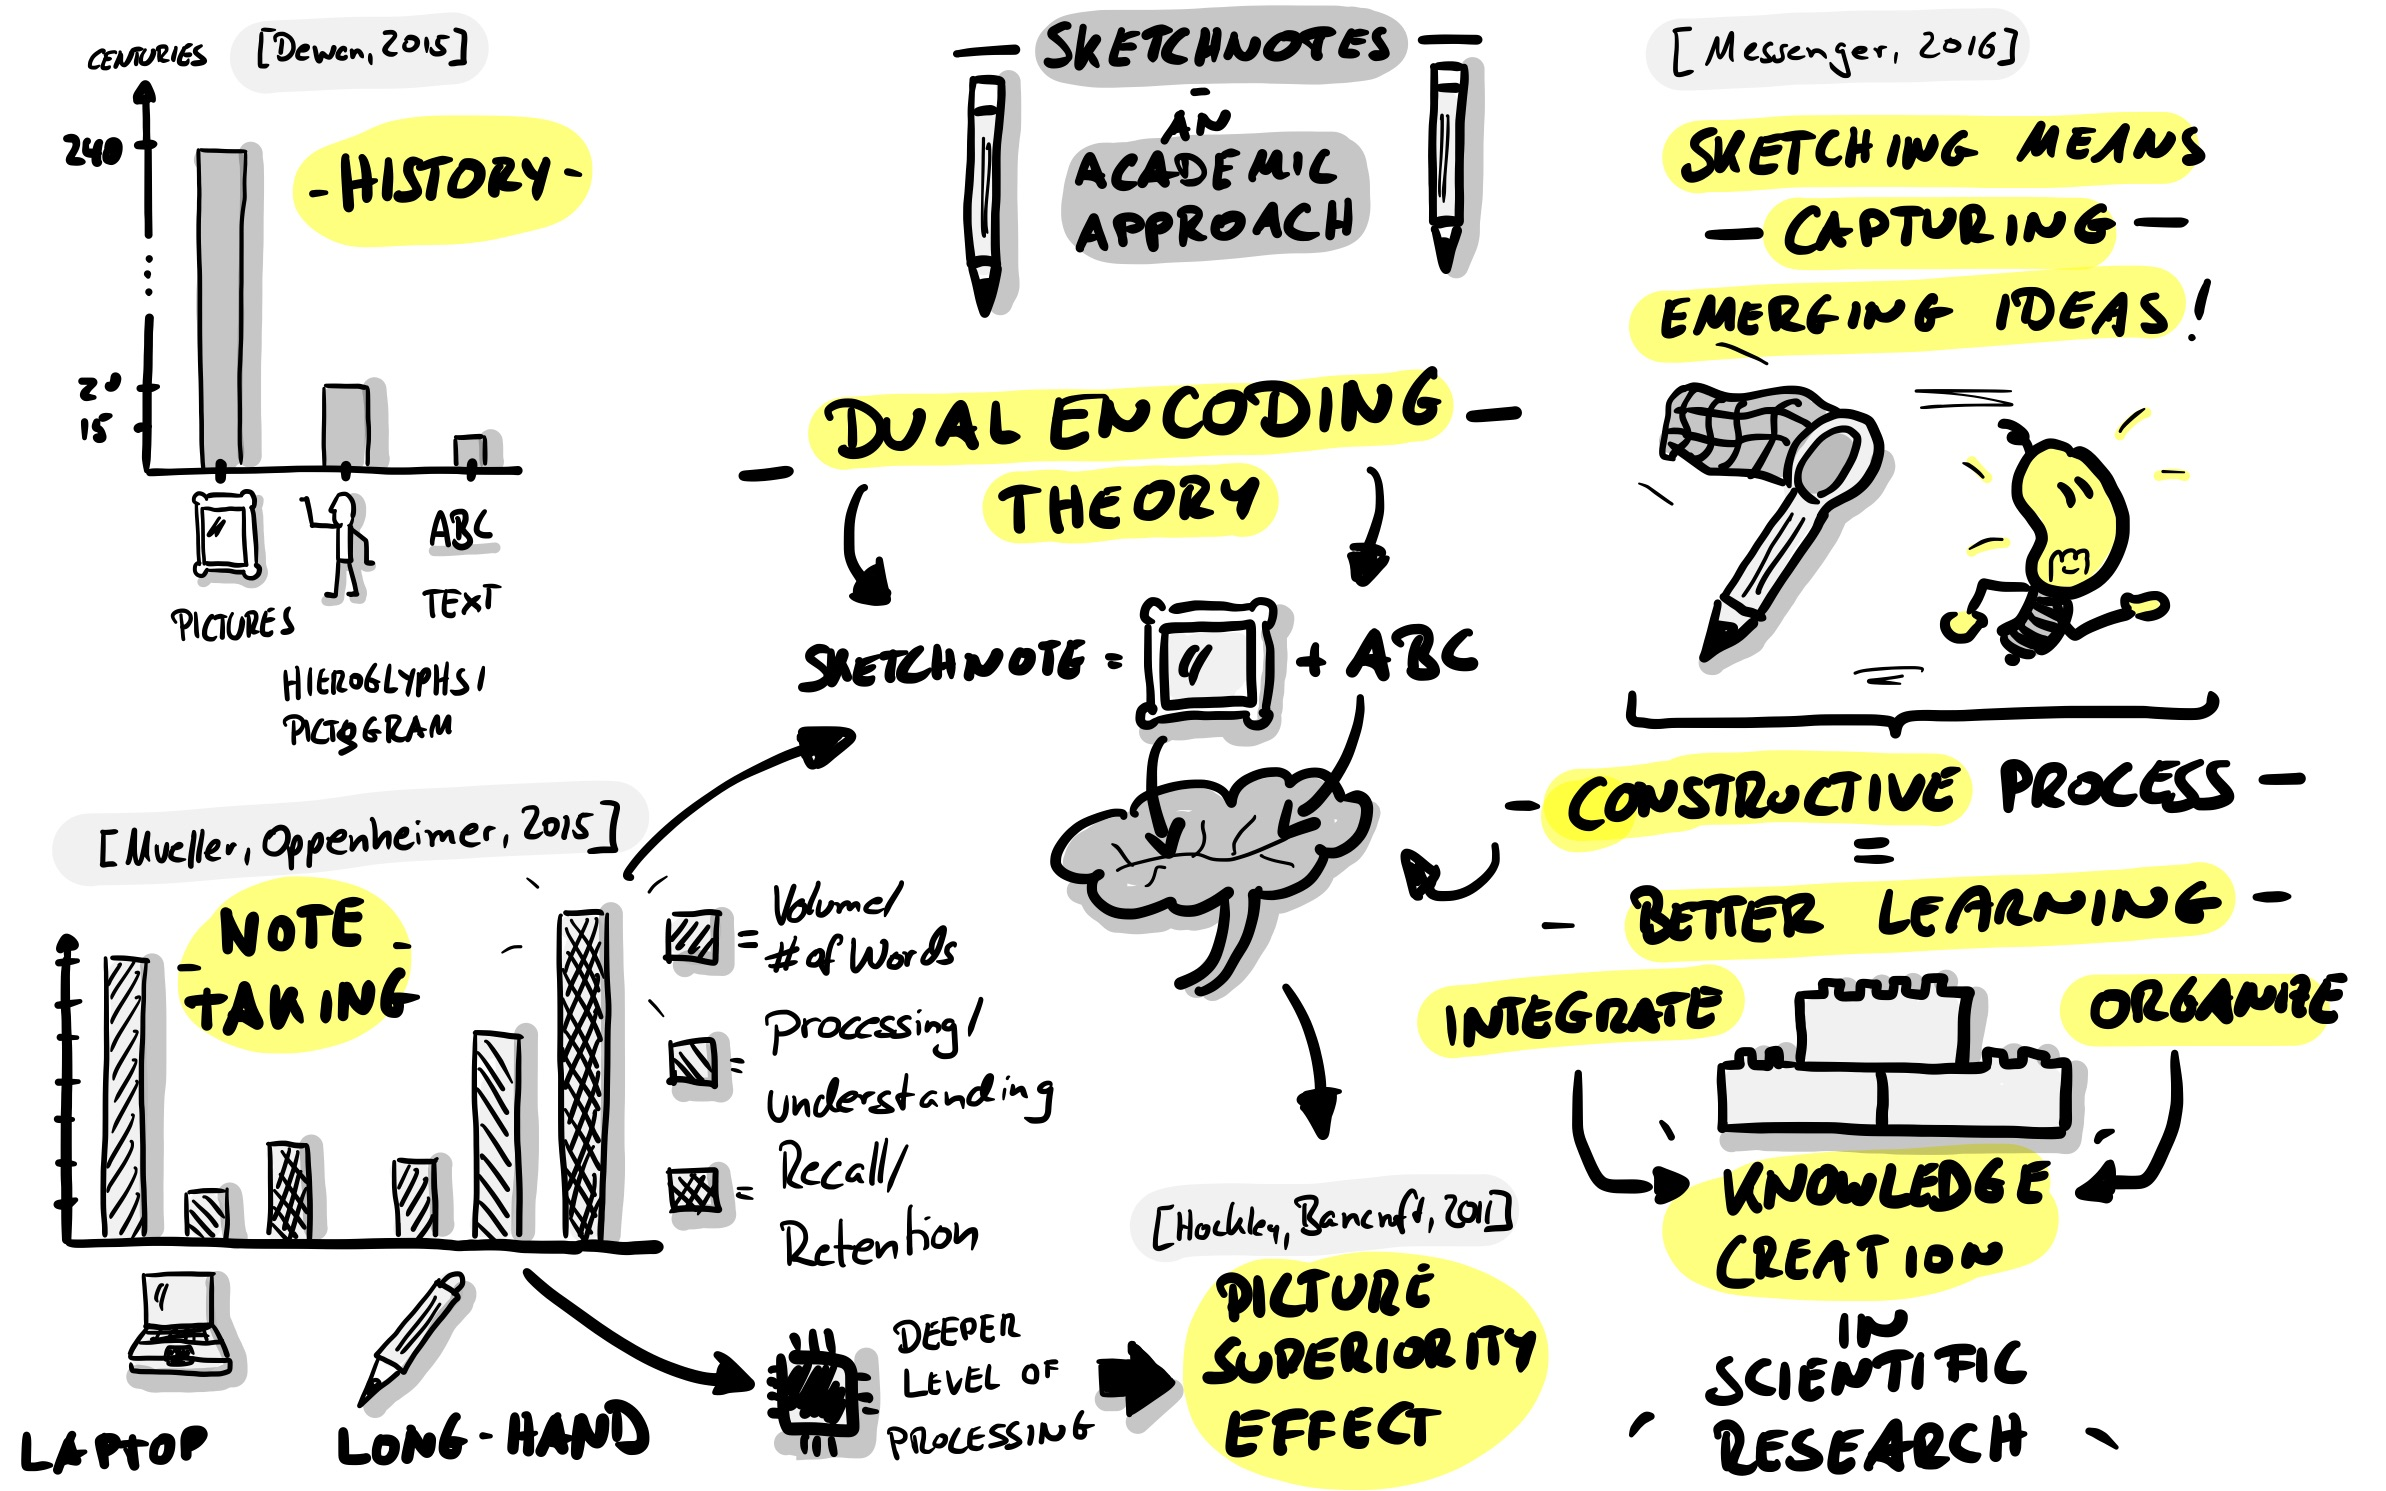 CENTURIES
[Dewan, 2015]
- HISTORY -
240
20
15
PICTURES
HIEROGLYPHS/
PICTOGRAM
ABC
TEXT
SKETCHNOTES
-
AN
ACADEMIC
APPROACH
DUAL ENCODING
THEORY
SKETCHNOTE = + ABC
[Messenger, 2016]
SKETCHING MEANS
- CAPTURING -
EMERGING IDEAS!
- CONSTRUCTIVE PROCESS -
=
- BETTER LEARNING -
INTEGRATE
ORGANIZE
KNOWLEDGE
CREATION
IN
SCIENTIFIC
RESEARCH
[Mueller, Oppenheimer, 2015]
NOTE
TAKING
= Volume/
# of Words
= Processing/
understanding
= Recall/
Retention
LAPTOP
LONG-HAND
DEEPER
LEVEL OF
PROCESSING
[Hockley, Bancroft, 2011]
PICTURE
SUPERIORITY
EFFECT